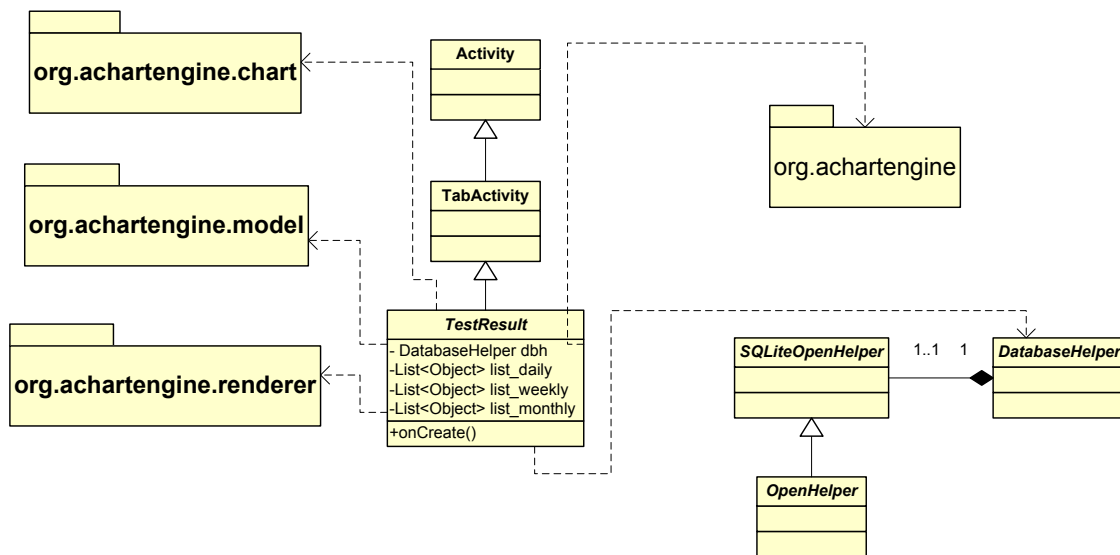 org.achartengine.chart
Activity
org.achartengine
org.achartengine.model
TabActivity
org.achartengine.renderer
TestResult
- DatabaseHelper dbh
-List<Object> list_daily
-List<Object> list_weekly
-List<Object> list_monthly
+onCreate()
SQLiteOpenHelper
1..1 1
DatabaseHelper
OpenHelper